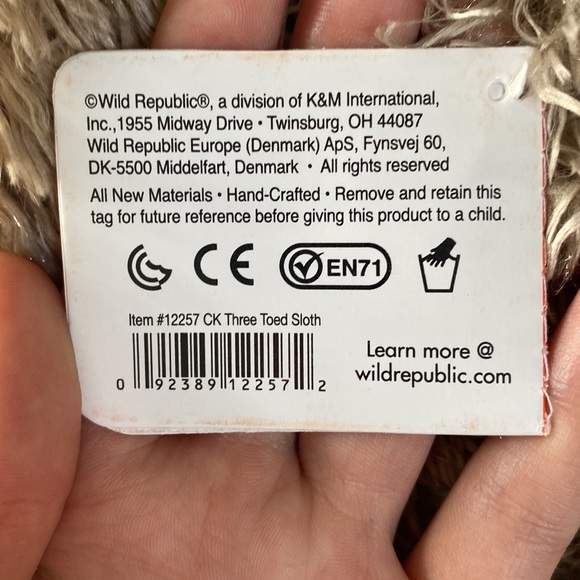 ©Wild Republic®, a division of K&M International,
Inc.,1955 Midway Drive • Twinsburg, OH 44087
Wild Republic Europe (Denmark) ApS, Fynsvej 60,
DK-5500 Middelfart, Denmark • All rights reserved
All New Materials • Hand-Crafted • Remove and retain this
tag for future reference before giving this product to a child.
CE EN71
Item #12257 CK Three Toed Sloth
0 92389 12257 2
Learn more @
wildrepublic.com